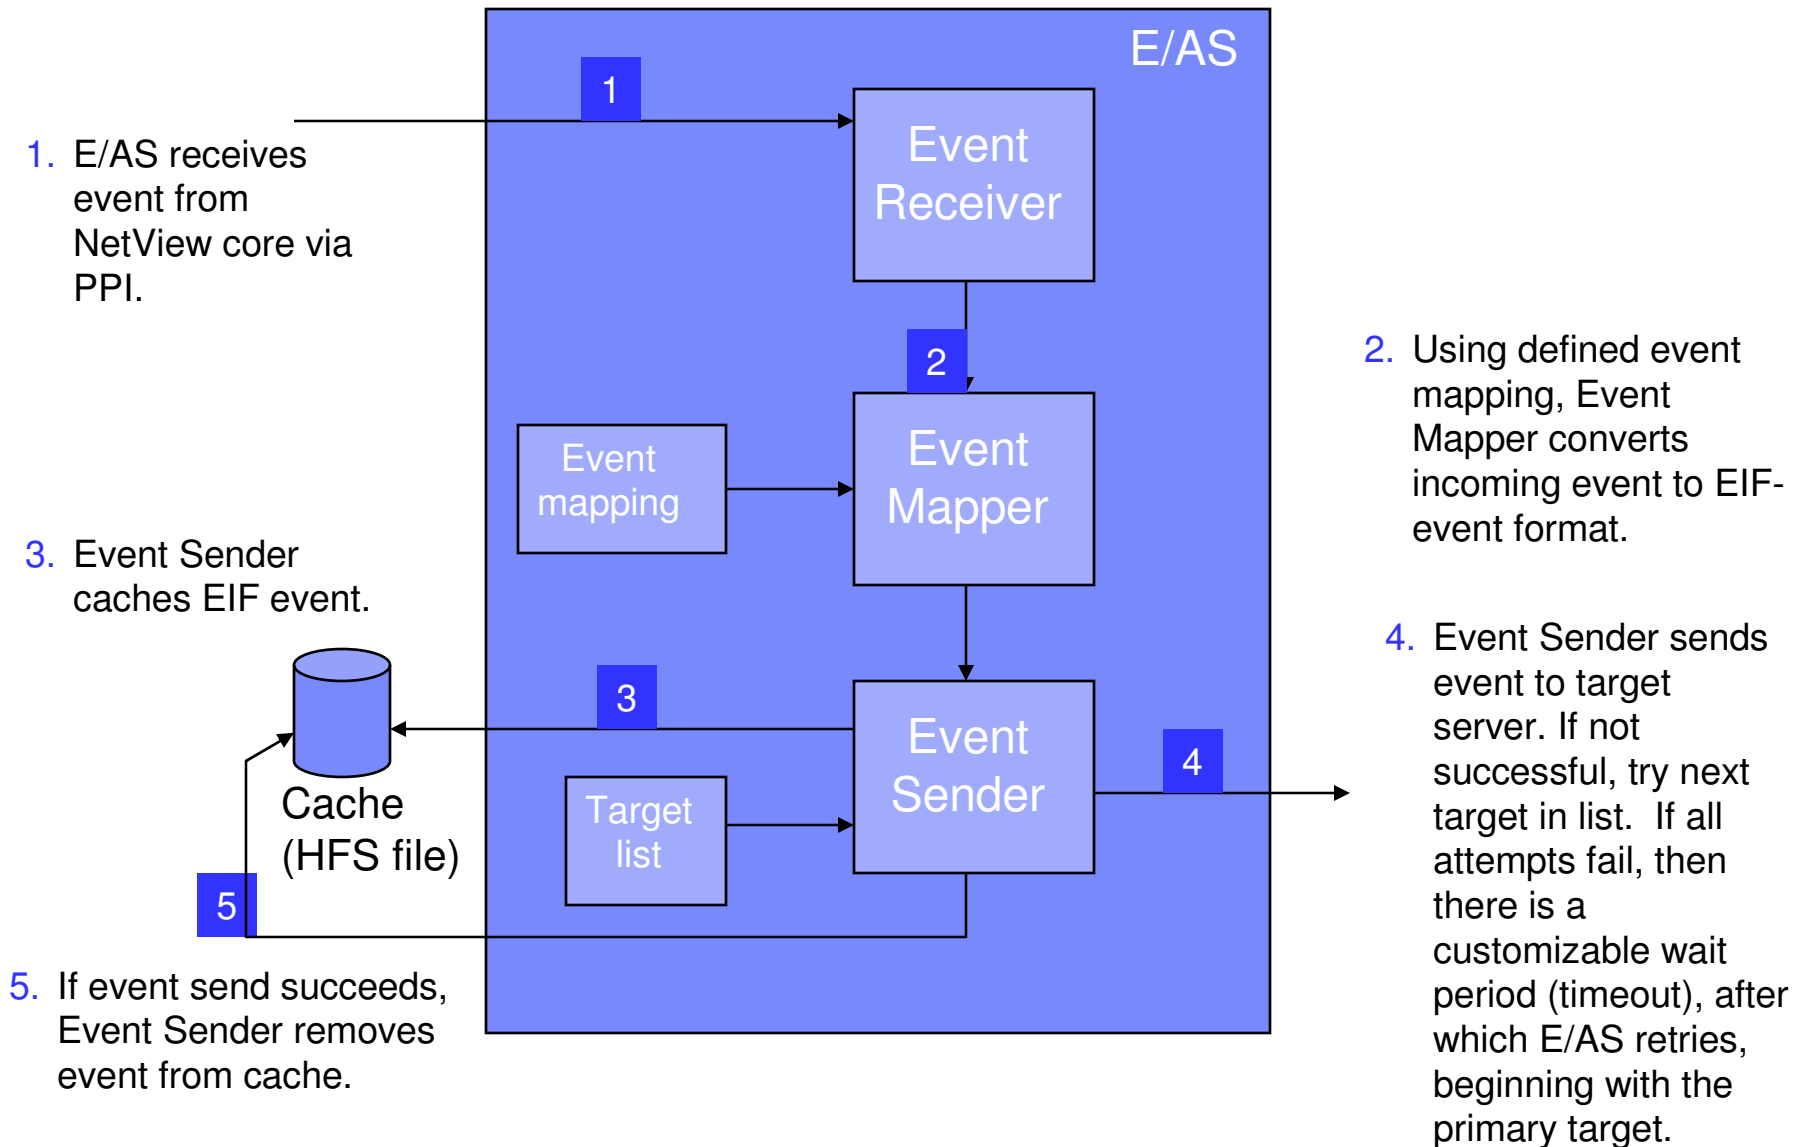 E/AS
1
Event
Receiver
1. E/AS receives
event from
NetView core via
PPI.
2
2. Using defined event
mapping, Event
Mapper converts
incoming event to EIF-
event format.
Event
mapping
Event
Mapper
3. Event Sender
caches EIF event.
3
Event
Sender
4
4. Event Sender sends
event to target
server. If not
successful, try next
target in list.  If all
attempts fail, then
there is a
customizable wait
period (timeout), after
which E/AS retries,
beginning with the
primary target.
Cache
(HFS file)
Target
list
5
5. If event send succeeds,
Event Sender removes
event from cache.